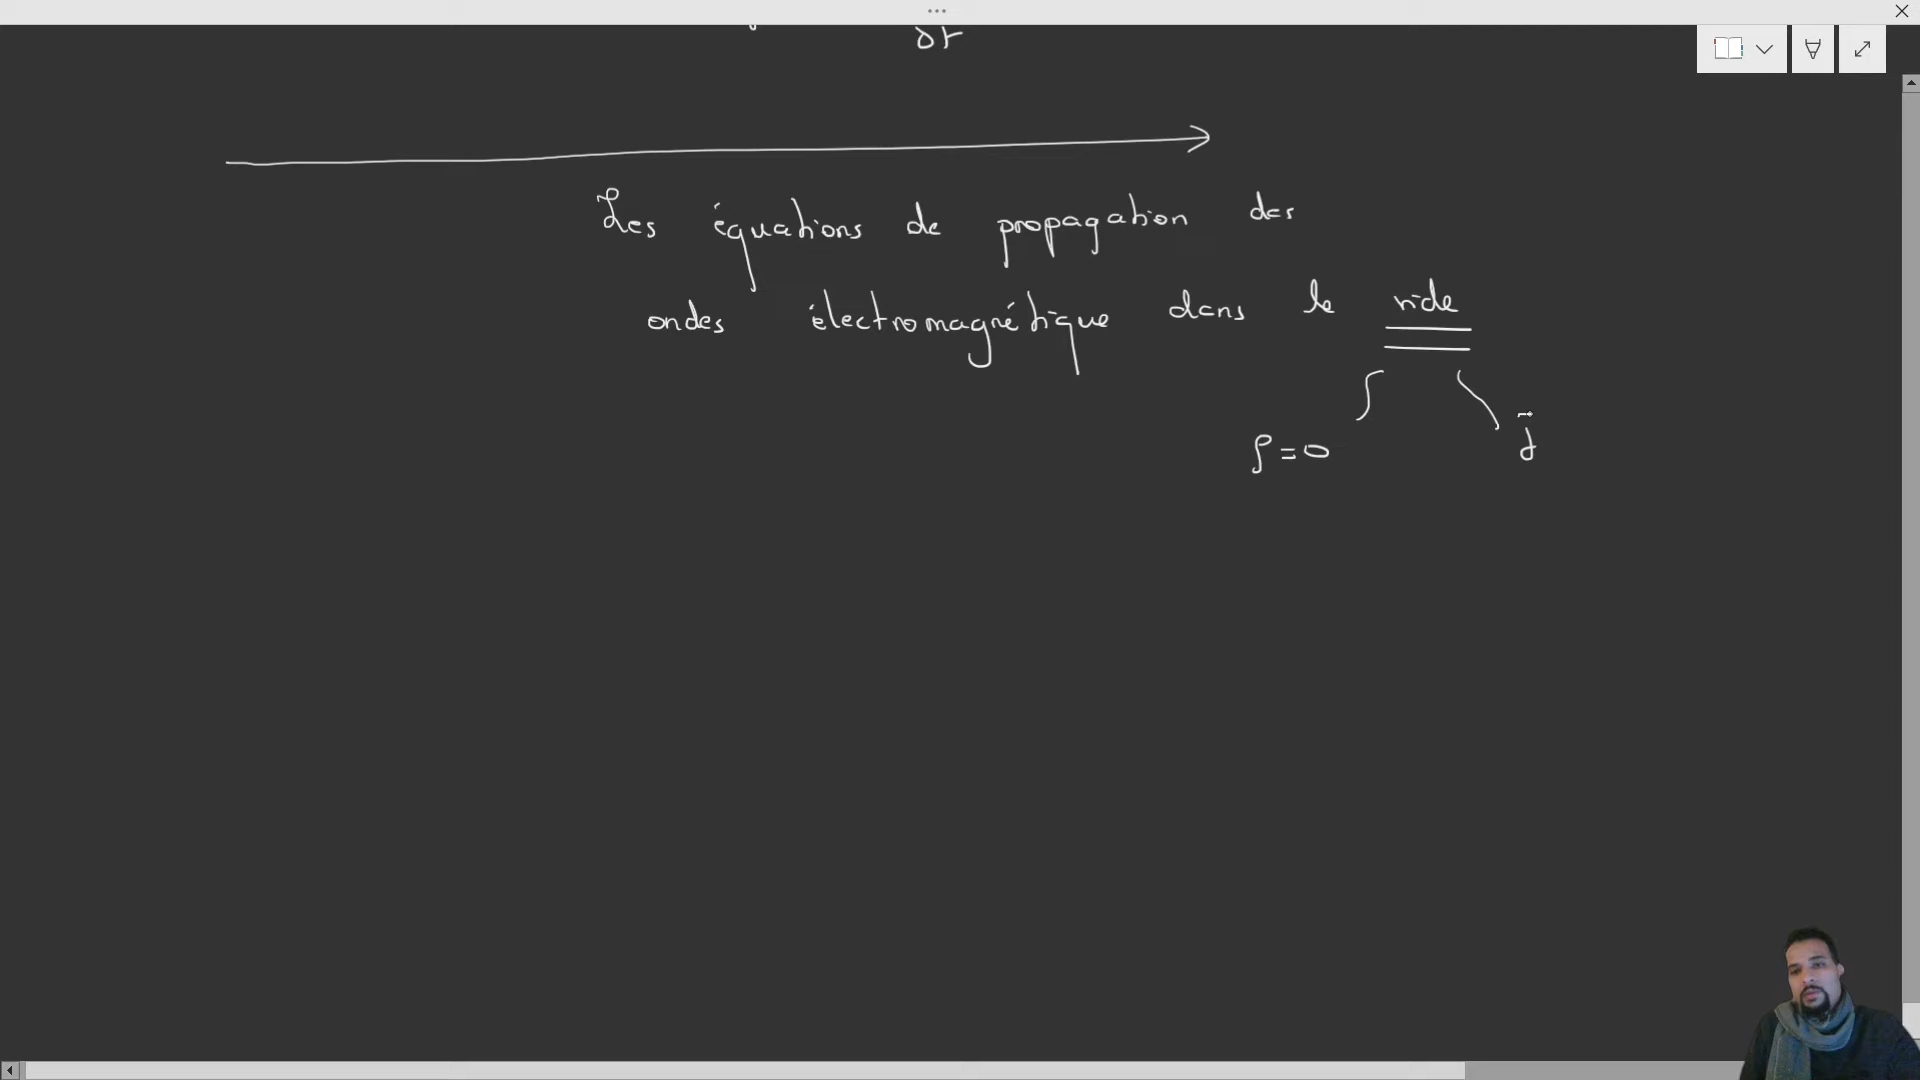 ∂t
Les équations de propagation des
ondes électromagnétique dans le vide
ρ = 0
j⃗